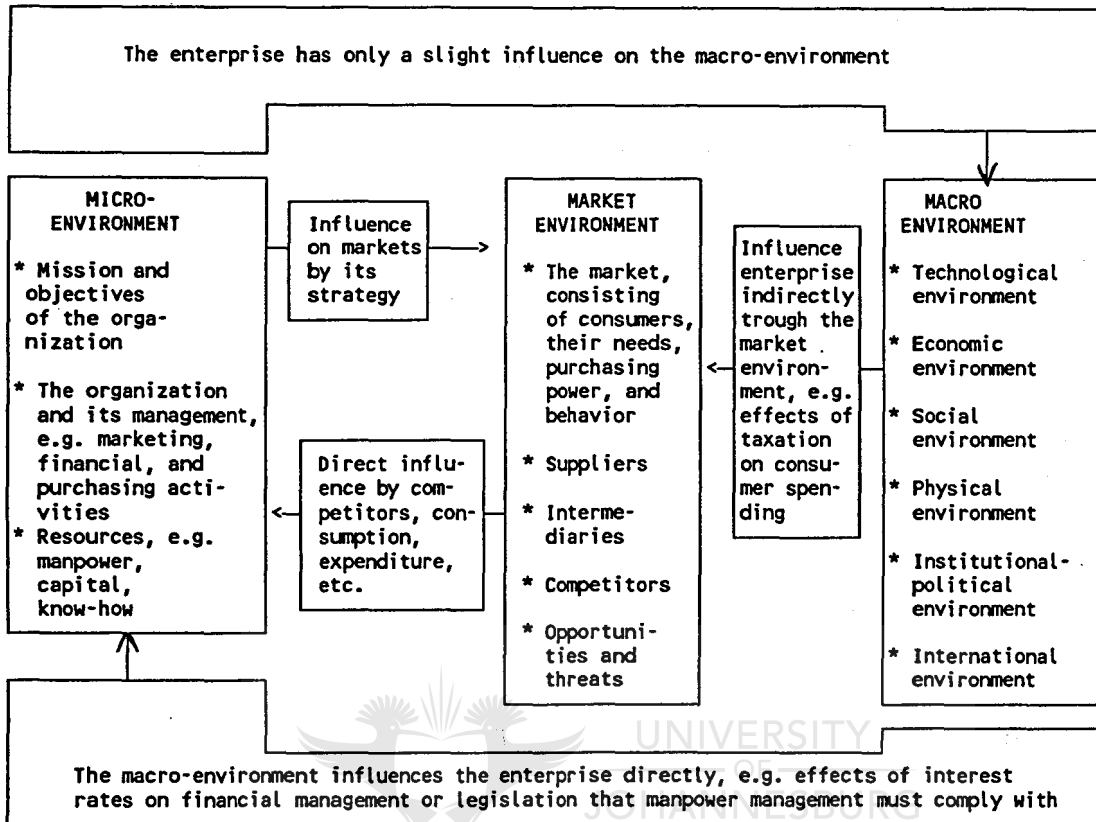 The enterprise has only a slight influence on the macro-environment
MICRO-
ENVIRONMENT
* Mission and
objectives
of the orga-
nization
* The organization
and its management,
e.g. marketing,
financial, and
purchasing acti-
vities
* Resources, e.g.
manpower,
capital,
know-how
Influence
on markets
by its
strategy
Direct influ-
ence by com-
petitors, con-
sumption,
expenditure,
etc.
MARKET
ENVIRONMENT
* The market,
consisting
of consumers,
their needs,
purchasing
power, and
behavior
* Suppliers
* Interme-
diaries
* Competitors
* Opportuni-
ties and
threats
Influence
enterprise
indirectly
trough the
market
environ-
ment, e.g.
effects of
taxation
on consu-
mer spen-
ding
MACRO
ENVIRONMENT
* Technological
environment
* Economic
environment
* Social
environment
* Physical
environment
* Institutional-
political
environment
* International
environment
UNIVERSITY
OF
JOHANNESBURG
The macro-environment influences the enterprise directly, e.g. effects of interest
rates on financial management or legislation that manpower management must comply with